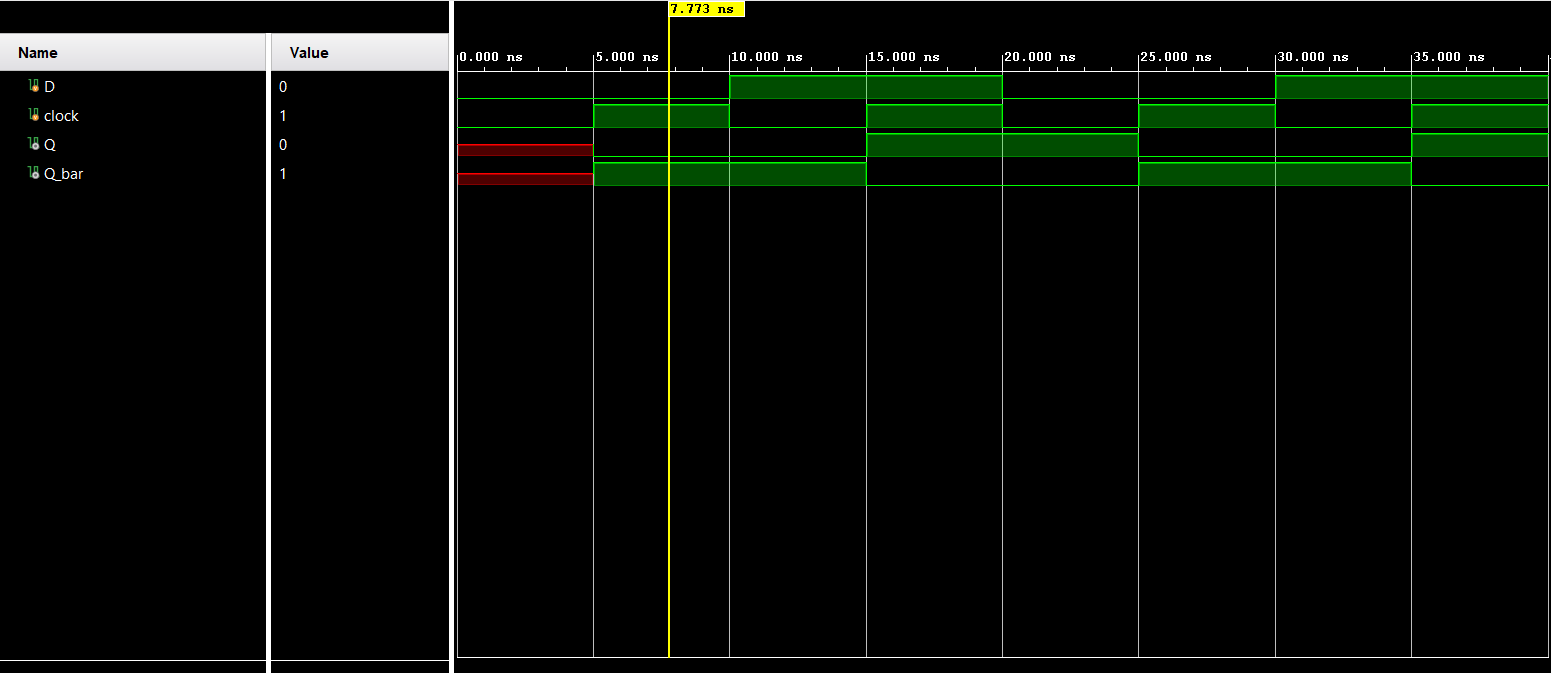 7.773 ns
Name Value
0.000 ns 5.000 ns 10.000 ns 15.000 ns 20.000 ns 25.000 ns 30.000 ns 35.000 ns
D 0
clock 1
Q 0
Q_bar 1